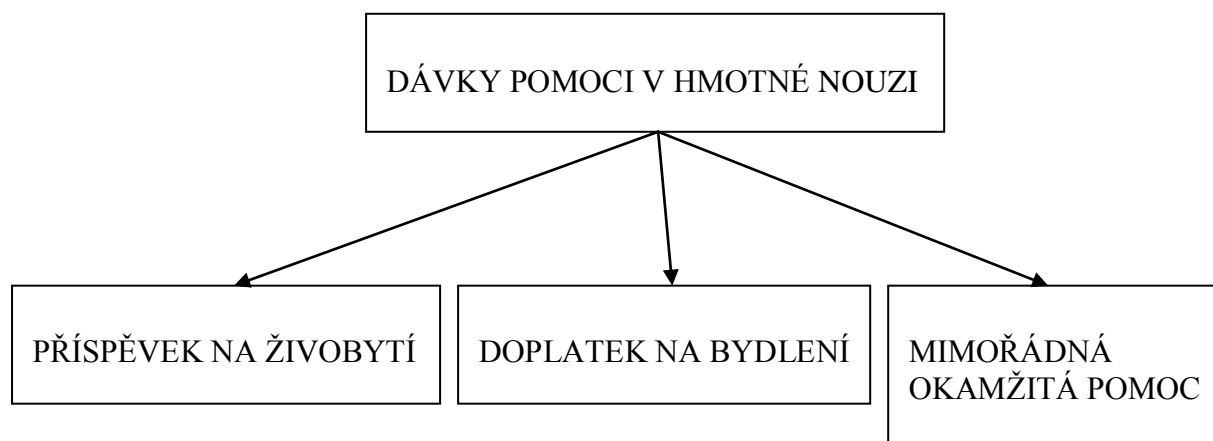 DÁVKY POMOCI V HMOTNÉ NOUZI
PŘÍSPĚVEK NA ŽIVOBYTÍ
DOPLATEK NA BYDLENÍ
MIMOŘÁDNÁ
OKAMŽITÁ POMOC